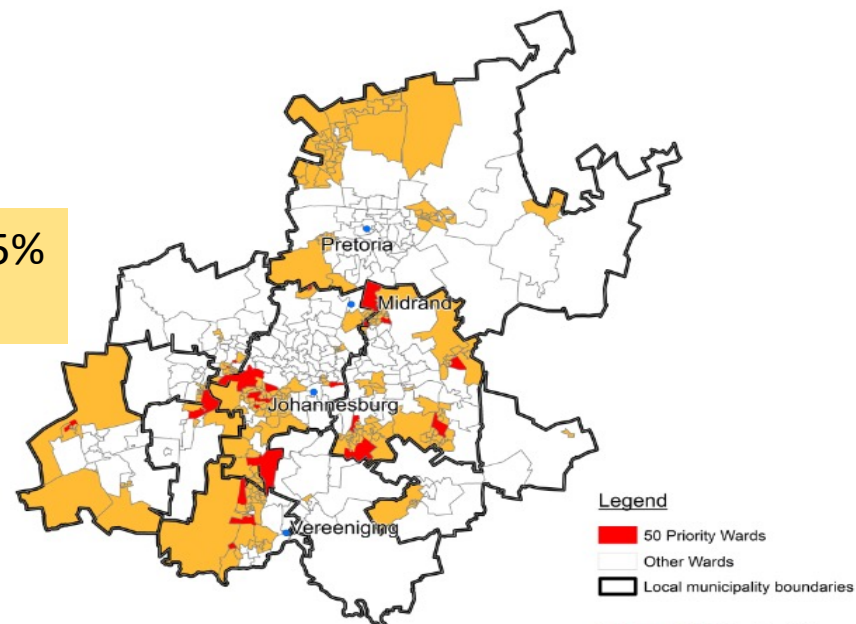 5%
Pretoria
Midrand
Johannesburg
Vereeniging
Legend
50 Priority Wards
Other Wards
Local municipality boundaries